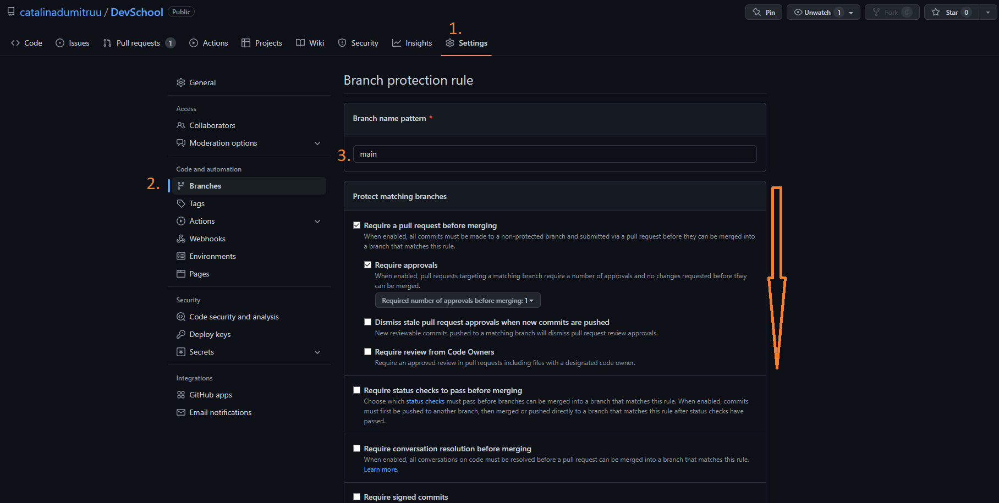 catalinadumitruu / DevSchool Public
Pin
Unwatch 1
Fork 0
Star 0
1.
Code
Issues
Pull requests 1
Actions
Projects
Wiki
Security
Insights
Settings
General
Access
Collaborators
Moderation options
Code and automation
2.
Branches
Tags
Actions
Webhooks
Environments
Pages
Security
Code security and analysis
Deploy keys
Secrets
Integrations
GitHub apps
Email notifications
Branch protection rule
Branch name pattern *
3.
main
Protect matching branches
Require a pull request before merging
When enabled, all commits must be made to a non-protected branch and submitted via a pull request before they can be merged into
a branch that matches this rule.
Require approvals
When enabled, pull requests targeting a matching branch require a number of approvals and no changes requested before they
can be merged.
Required number of approvals before merging: 1
Dismiss stale pull request approvals when new commits are pushed
New reviewable commits pushed to a matching branch will dismiss pull request review approvals.
Require review from Code Owners
Require an approved review in pull requests including files with a designated code owner.
Require status checks to pass before merging
Choose which status checks must pass before branches can be merged into a branch that matches this rule. When enabled, commits
must first be pushed to another branch, then merged or pushed directly to a branch that matches this rule after status checks have
passed.
Require conversation resolution before merging
When enabled, all conversations on code must be resolved before a pull request can be merged into a branch that matches this rule.
Learn more.
Require signed commits